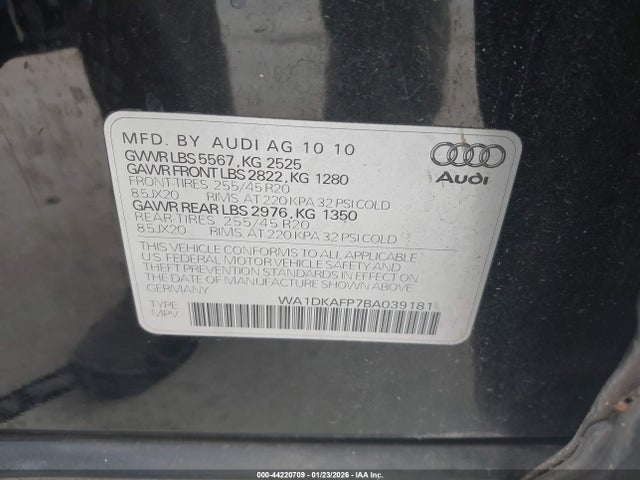 MFD. BY AUDI AG 10 10
GVWR LBS 5567, KG 2525
GAWR FRONT LBS 2822, KG 1280
FRONT-TIRES 255/45 R20
8.5JX20 RIMS AT 220 KPA 32 PSI COLD
GAWR REAR LBS 2976, KG 1350
REAR-TIRES 255/45 R20
8.5JX20 RIMS AT 220 KPA 32 PSI COLD
THIS VEHICLE CONFORMS TO ALL APPLICABLE
U.S. FEDERAL MOTOR VEHICLE SAFETY AND
THEFT PREVENTION STANDARDS IN EFFECT ON
THE DATE OF MANUFACTURE SHOWN ABOVE.
GERMANY
TYPE WA1DKAFP7BA039181
MPV
Audi
000-44220709 - 01/23/2026 - IAAI.COM